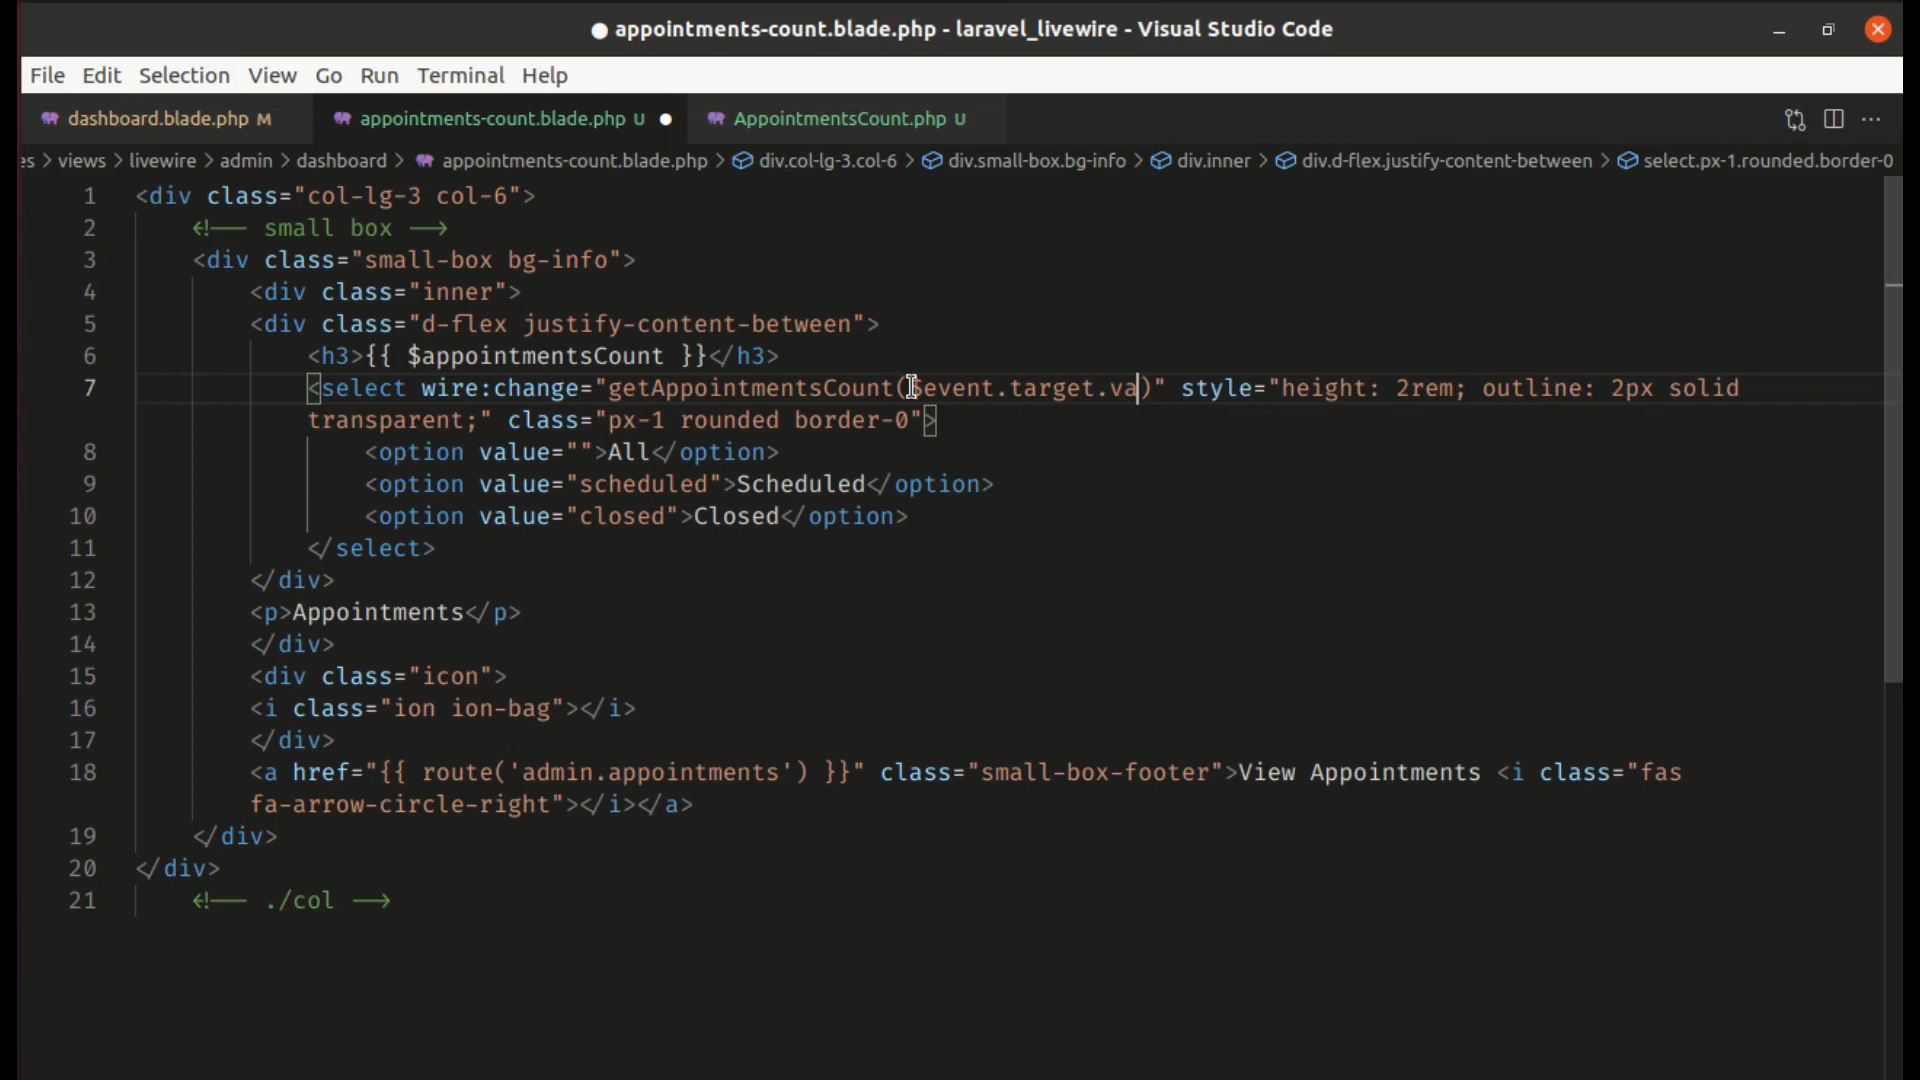 appointments-count.blade.php - laravel_livewire - Visual Studio Code
File Edit Selection View Go Run Terminal Help
dashboard.blade.php M appointments-count.blade.php U AppointmentsCount.php U
es > views > livewire > admin > dashboard > appointments-count.blade.php > div.col-lg-3.col-6 > div.small-box.bg-info > div.inner > div.d-flex.justify-content-between > select.px-1.rounded.border-0
1 <div class="col-lg-3 col-6">
2 <!-- small box -->
3 <div class="small-box bg-info">
4 <div class="inner">
5 <div class="d-flex justify-content-between">
6 <h3>{{ $appointmentsCount }}</h3>
7 <select wire:change="getAppointmentsCount($event.target.va)" style="height: 2rem; outline: 2px solid
transparent;" class="px-1 rounded border-0">
8 <option value="">All</option>
9 <option value="scheduled">Scheduled</option>
10 <option value="closed">Closed</option>
11 </select>
12 </div>
13 <p>Appointments</p>
14 </div>
15 <div class="icon">
16 <i class="ion ion-bag"></i>
17 </div>
18 <a href="{{ route('admin.appointments') }}" class="small-box-footer">View Appointments <i class="fas
fa-arrow-circle-right"></i></a>
19 </div>
20 </div>
21 <!-- ./col -->